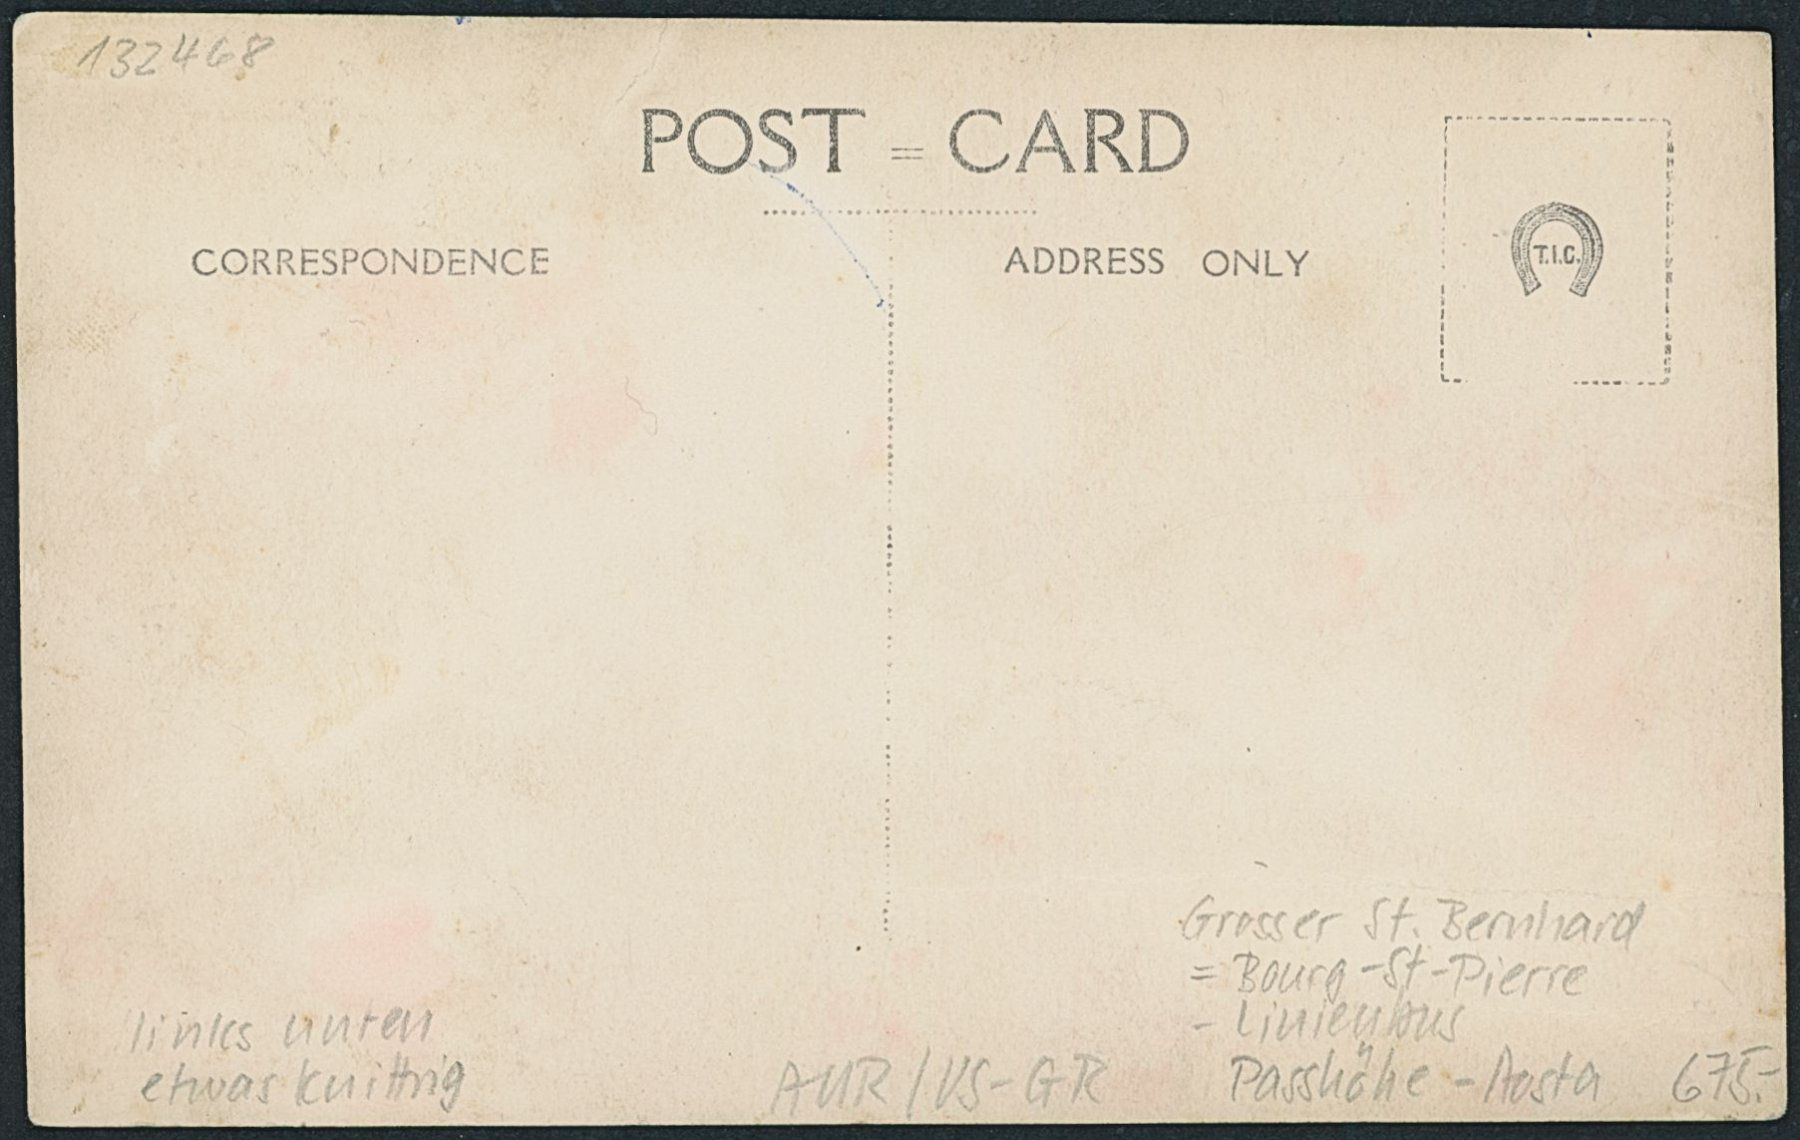 132468
POST = CARD
CORRESPONDENCE
ADDRESS ONLY
T.I.C.
Grosser St. Bernhard
= Bourg-St-Pierre
- Linienbus
Passhöhe - Aosta
675.-
links unten
etwas knittrig
AUR / VS-GR